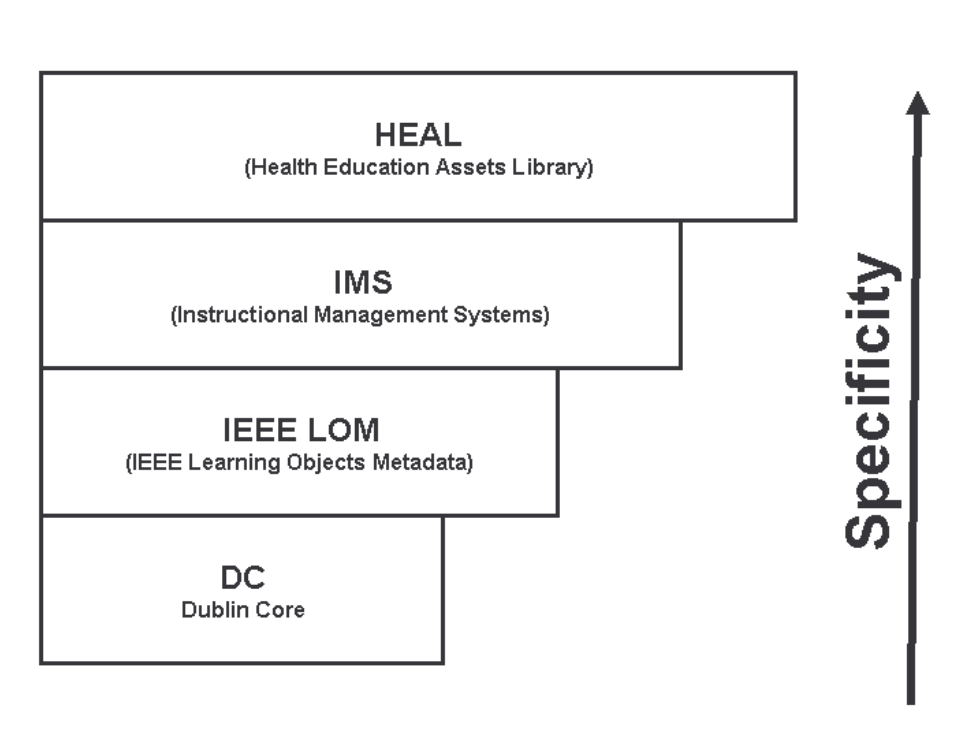 HEAL
(Health Education Assets Library)
IMS
(Instructional Management Systems)
IEEE LOM
(IEEE Learning Objects Metadata)
DC
Dublin Core
Specificity